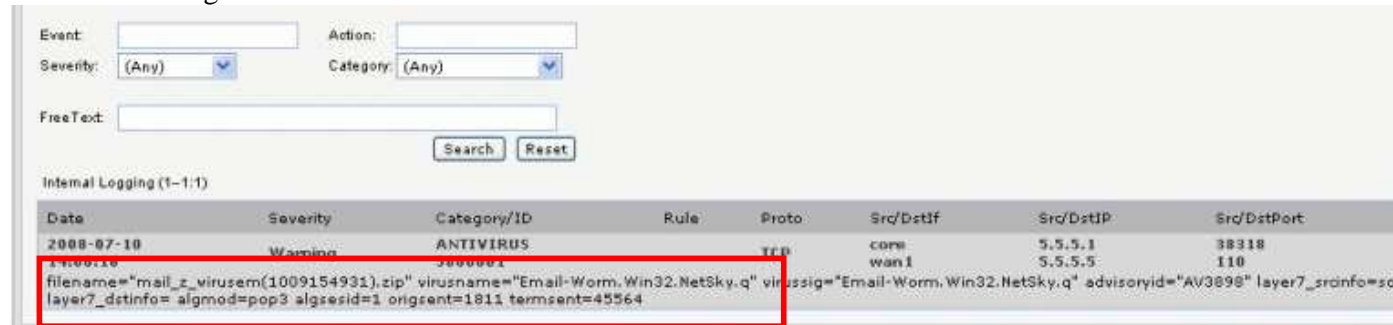 Event: Action:
Severity: (Any) Category: (Any)
FreeText:
Search Reset
Internal Logging (1-1:1)
Date Severity Category/ID Rule Proto Src/DstIf Src/DstIP Src/DstPort
2008-07-10 Warning ANTIVIRUS TCP core 5.5.5.1 38318
wan1 5.5.5.5 110
filename="mail_z_virusem(1009154931).zip" virusname="Email-Worm.Win32.NetSky.q" virussig="Email-Worm.Win32.NetSky.q" advisoryid="AV3898" layer7_srcinfo=
layer7_dstinfo= algmod=pop3 algsesid=1 origsent=1811 termsent=45564